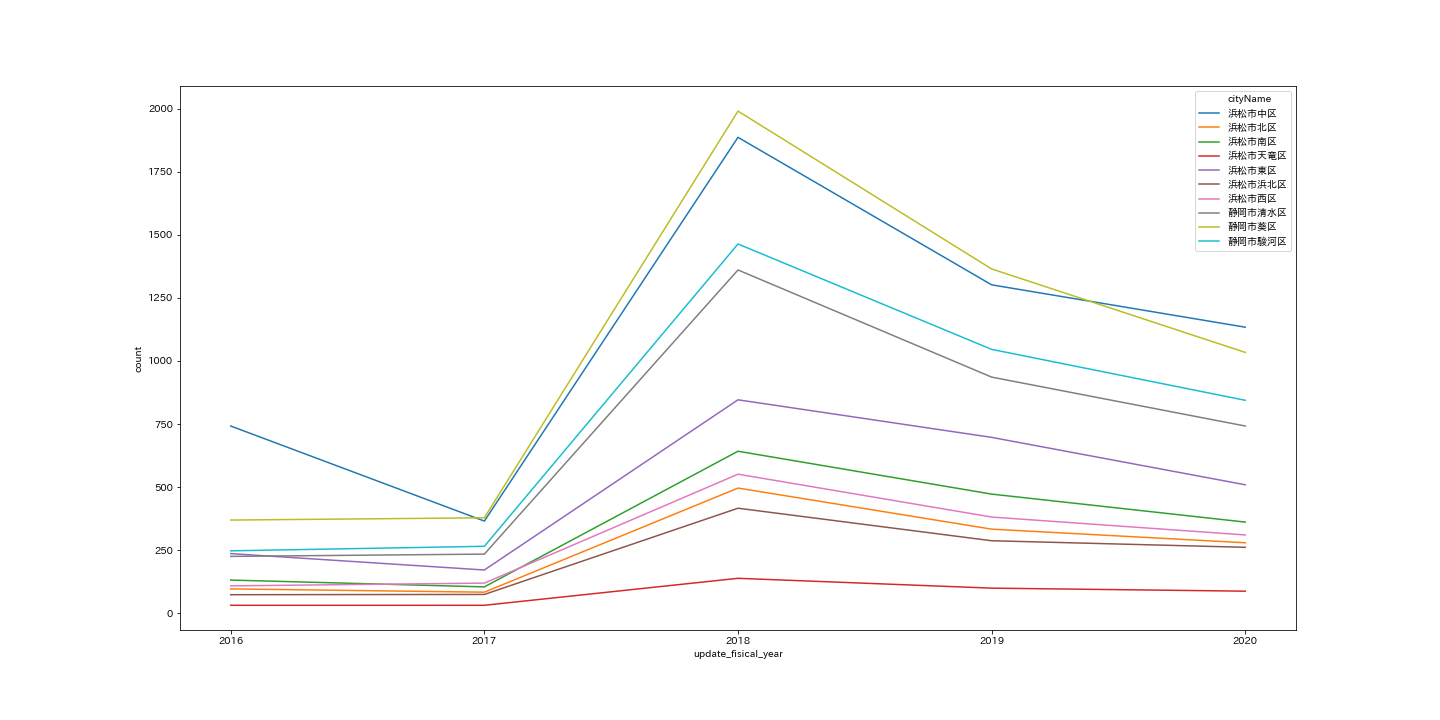 cityName
浜松市中区
浜松市北区
浜松市南区
浜松市天竜区
浜松市東区
浜松市浜北区
浜松市西区
静岡市清水区
静岡市葵区
静岡市駿河区
2000
1750
1500
1250
1000
750
500
250
0
count
2016 2017 2018 2019 2020
update_fisical_year